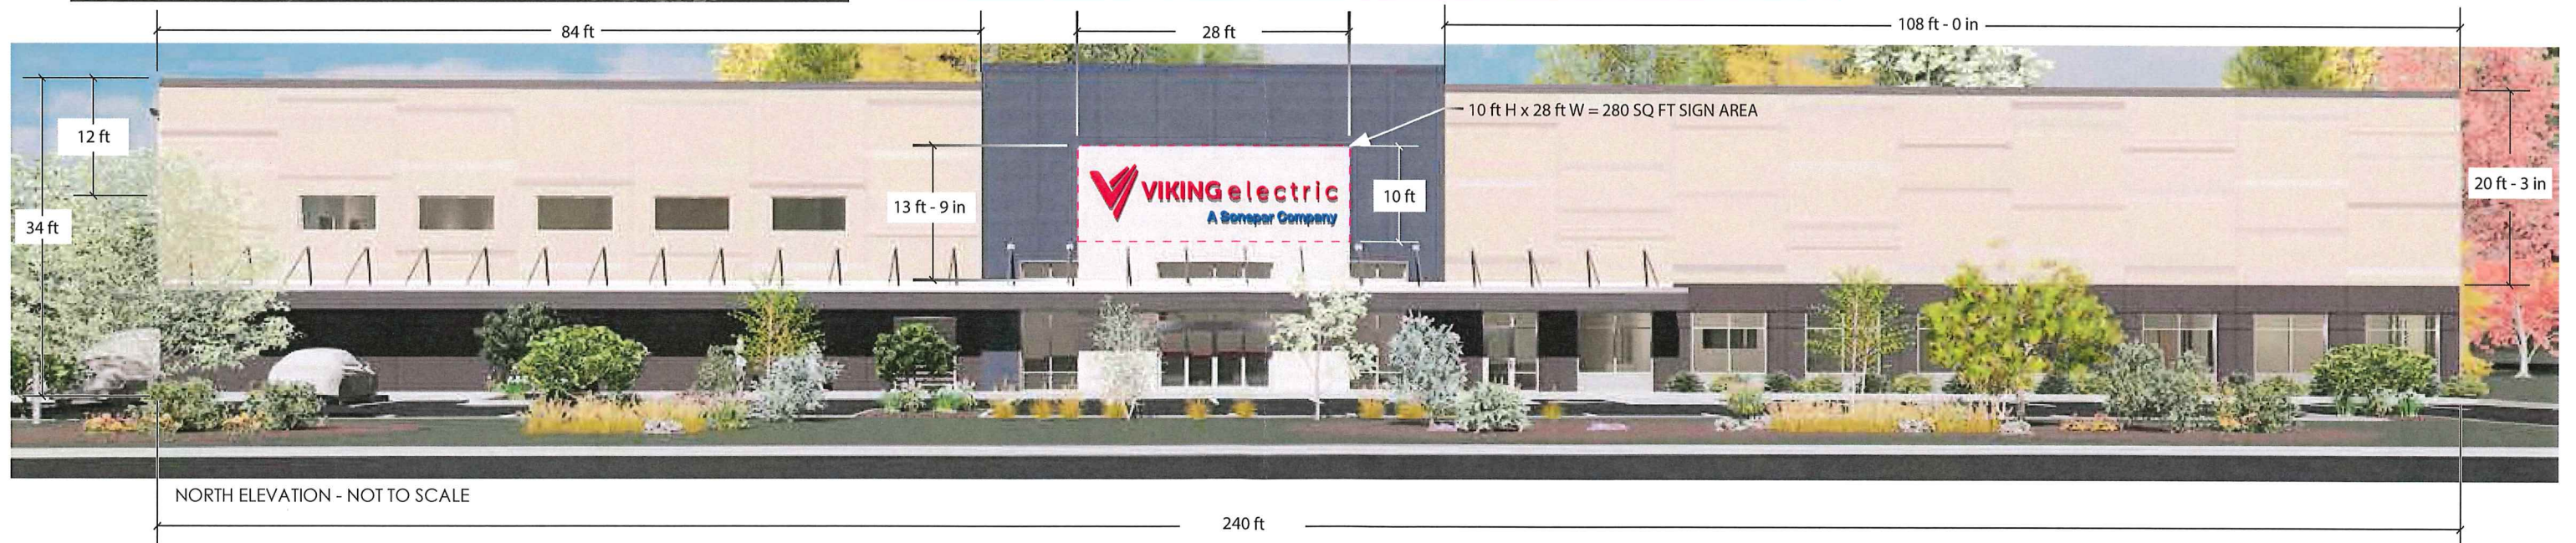 84 ft
28 ft
108 ft - 0 in
10 ft H x 28 ft W = 280 SQ FT SIGN AREA
12 ft
34 ft
13 ft - 9 in
VIKING electric
A Sonepar Company
10 ft
20 ft - 3 in
NORTH ELEVATION - NOT TO SCALE
240 ft